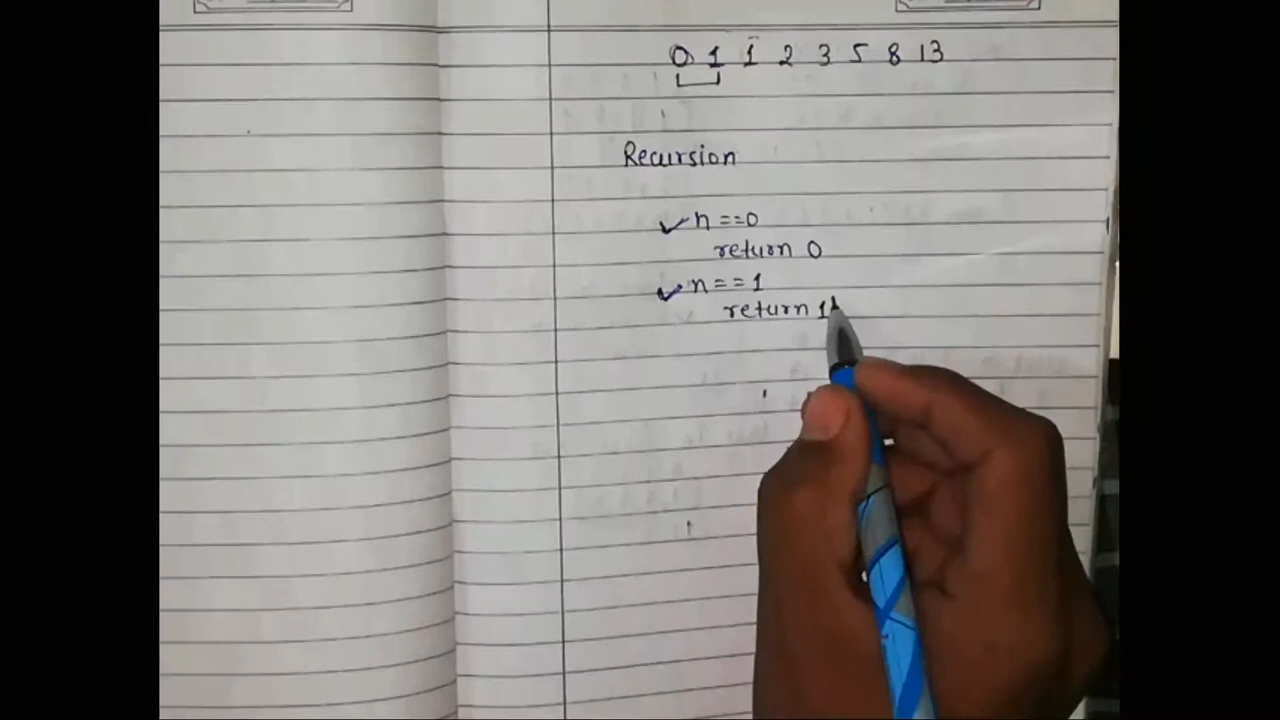 0 1 1 2 3 5 8 13
Recursion
✓ n ==0
return 0
✓ n == 1
return 1